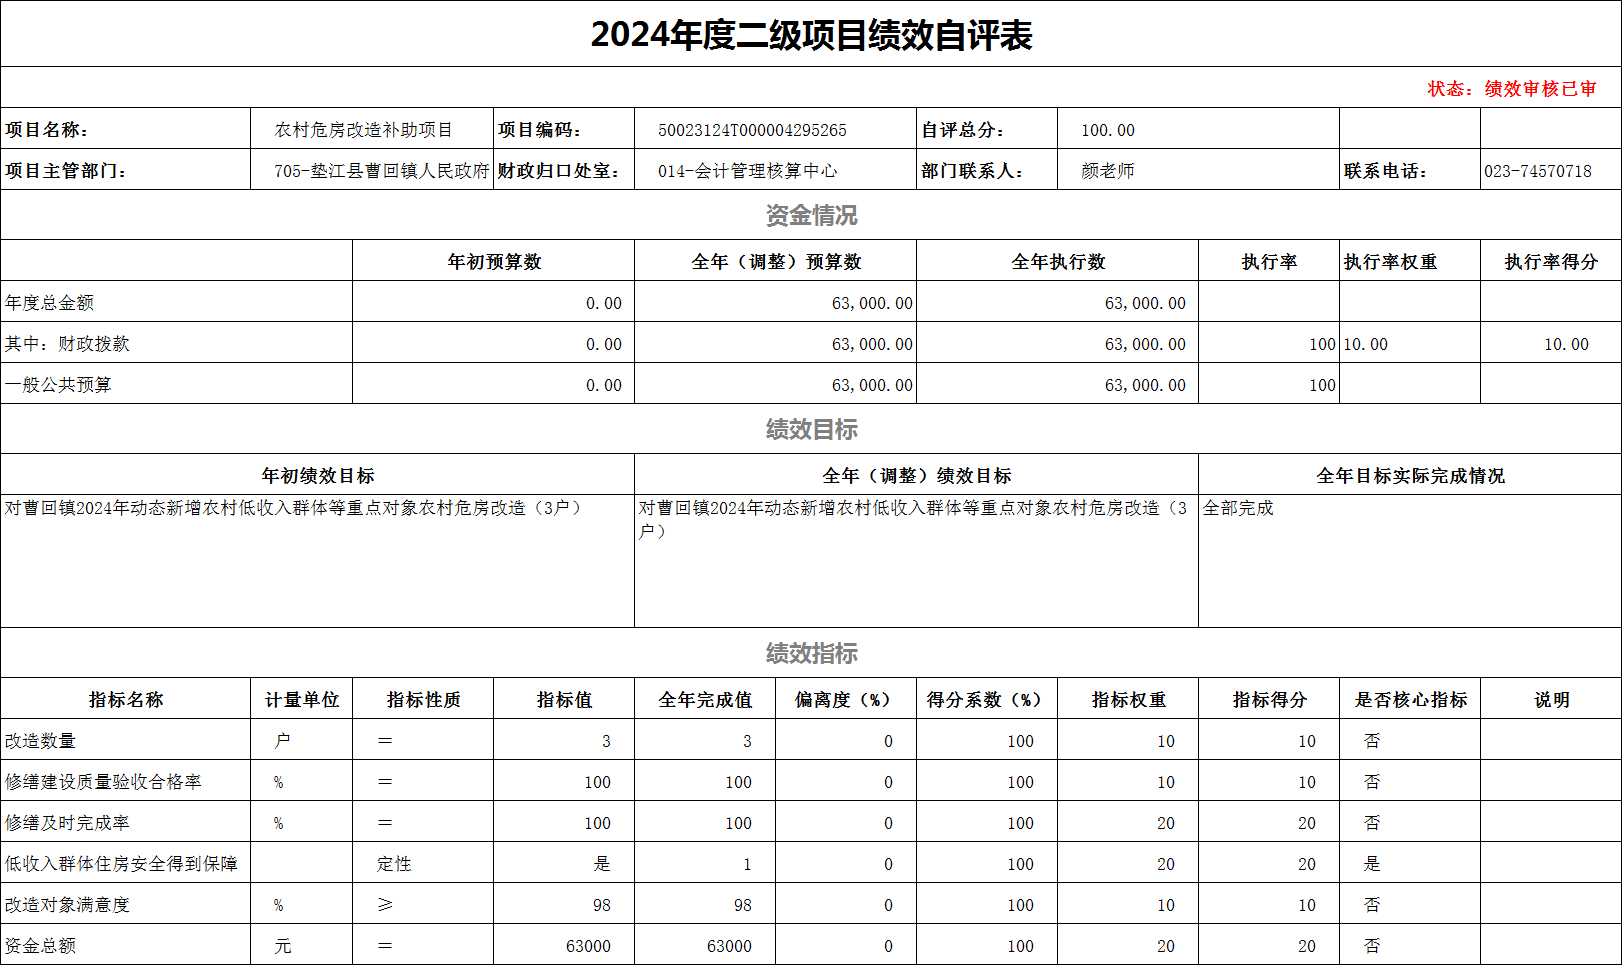 2024年度二级项目绩效自评表
状态：绩效审核已审
项目名称： 农村危房改造补助项目 项目编码： 50023124T000004295265 自评总分： 100.00
项目主管部门： 705-垫江县曹回镇人民政府 财政归口处室： 014-会计管理核算中心 部门联系人： 颜老师 联系电话： 023-74570718
资金情况
年初预算数 全年（调整）预算数 全年执行数 执行率 执行率权重 执行率得分
年度总金额 0.00 63,000.00 63,000.00
其中：财政拨款 0.00 63,000.00 63,000.00 100 10.00 10.00
一般公共预算 0.00 63,000.00 63,000.00 100
绩效目标
年初绩效目标 全年（调整）绩效目标 全年目标实际完成情况
对曹回镇2024年动态新增农村低收入群体等重点对象农村危房改造（3户） 对曹回镇2024年动态新增农村低收入群体等重点对象农村危房改造（3 全部完成
户）
绩效指标
指标名称 计量单位 指标性质 指标值 全年完成值 偏离度（%） 得分系数（%） 指标权重 指标得分 是否核心指标 说明
改造数量 户 ＝ 3 3 0 100 10 10 否
修缮建设质量验收合格率 % ＝ 100 100 0 100 10 10 否
修缮及时完成率 % ＝ 100 100 0 100 20 20 否
低收入群体住房安全得到保障 定性 是 1 0 100 20 20 是
改造对象满意度 % ≥ 98 98 0 100 10 10 否
资金总额 元 ＝ 63000 63000 0 100 20 20 否